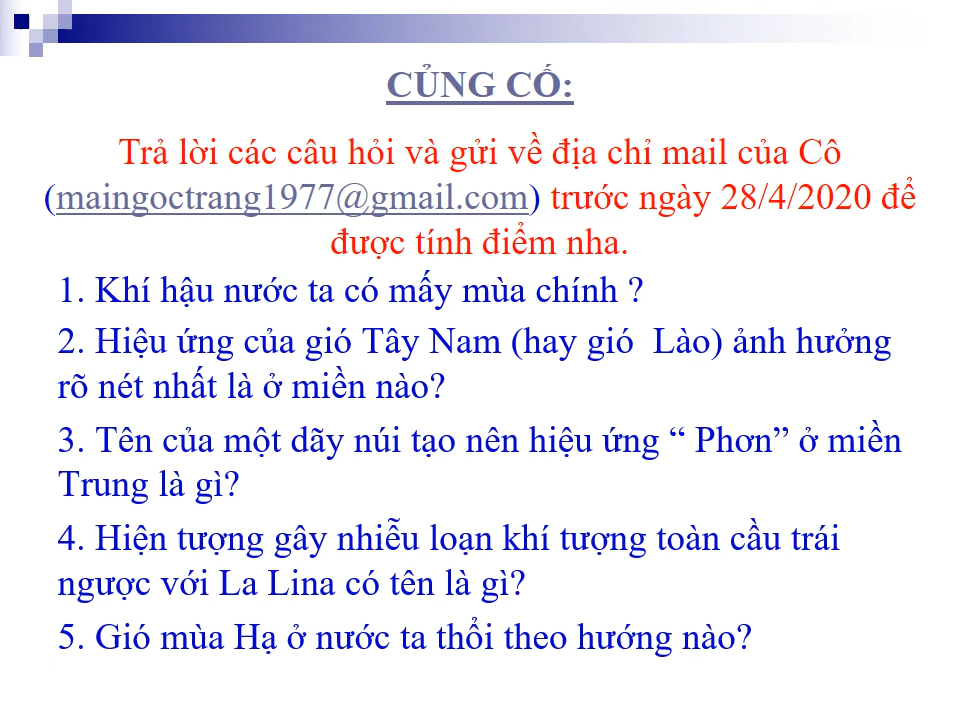 CỦNG CỐ:
Trả lời các câu hỏi và gửi về địa chỉ mail của Cô
(maingoctrang1977@gmail.com) trước ngày 28/4/2020 để
được tính điểm nha.
1. Khí hậu nước ta có mấy mùa chính ?
2. Hiệu ứng của gió Tây Nam (hay gió  Lào) ảnh hưởng
rõ nét nhất là ở miền nào?
3. Tên của một dãy núi tạo nên hiệu ứng “ Phơn” ở miền
Trung là gì?
4. Hiện tượng gây nhiễu loạn khí tượng toàn cầu trái
ngược với La Lina có tên là gì?
5. Gió mùa Hạ ở nước ta thổi theo hướng nào?